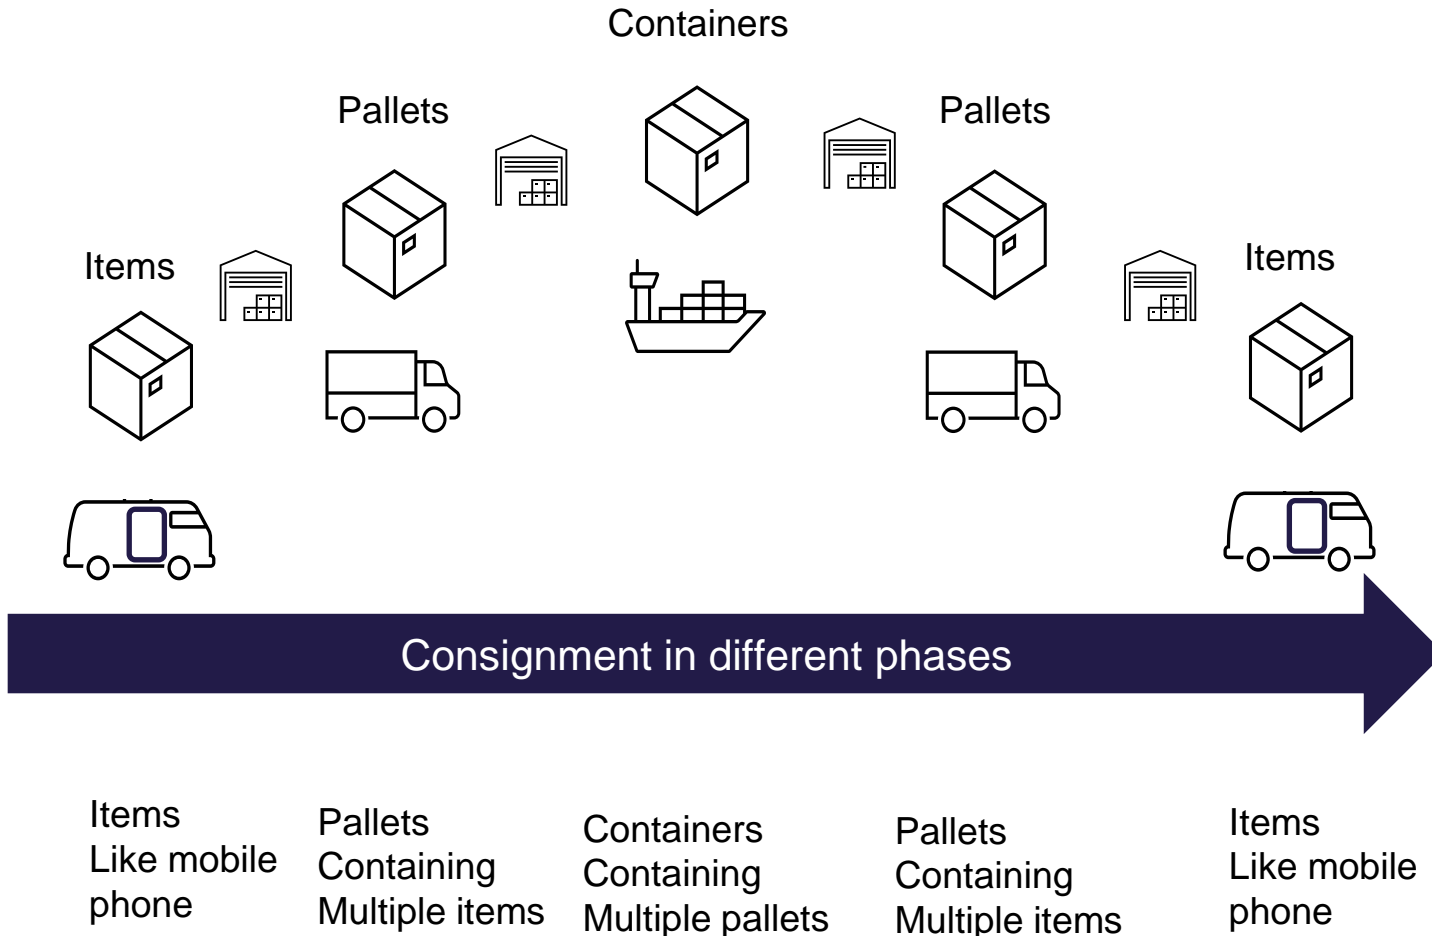 Containers
Pallets
Pallets
Items
Items
Consignment in different phases
Items
Like mobile
phone
Pallets
Containing
Multiple items
Containers
Containing
Multiple pallets
Pallets
Containing
Multiple items
Items
Like mobile
phone